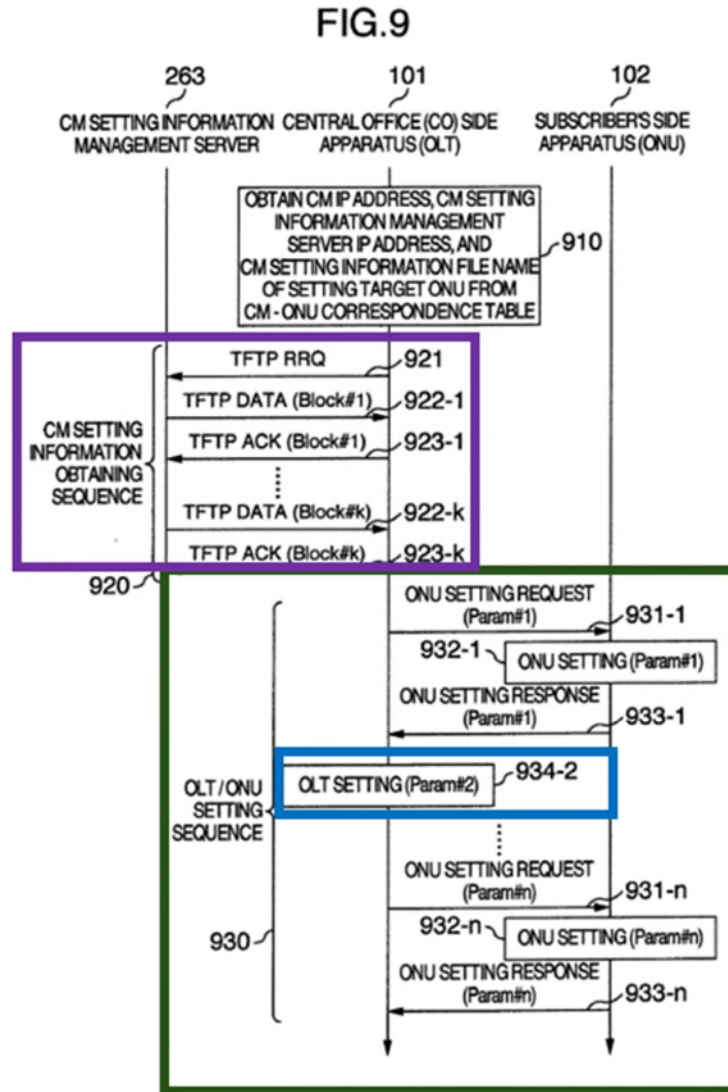 FIG.9
263
101
102
CM SETTING INFORMATION
MANAGEMENT SERVER
CENTRAL OFFICE (CO) SIDE
APPARATUS (OLT)
SUBSCRIBER'S SIDE
APPARATUS (ONU)
OBTAIN CM IP ADDRESS, CM SETTING
INFORMATION MANAGEMENT
SERVER IP ADDRESS, AND
CM SETTING INFORMATION FILE NAME
OF SETTING TARGET ONU FROM
CM - ONU CORRESPONDENCE TABLE
910
TFTP RRQ
921
TFTP DATA (Block#1)
922-1
CM SETTING
INFORMATION
OBTAINING
SEQUENCE
TFTP ACK (Block#1)
923-1
TFTP DATA (Block#k)
922-k
TFTP ACK (Block#k)
923-k
920
ONU SETTING REQUEST
(Param#1)
931-1
932-1
ONU SETTING (Param#1)
ONU SETTING RESPONSE
(Param#1)
933-1
OLT / ONU
SETTING
SEQUENCE
OLT SETTING (Param#2)
934-2
ONU SETTING REQUEST
(Param#n)
931-n
932-n
ONU SETTING (Param#n)
930
ONU SETTING RESPONSE
(Param#n)
933-n